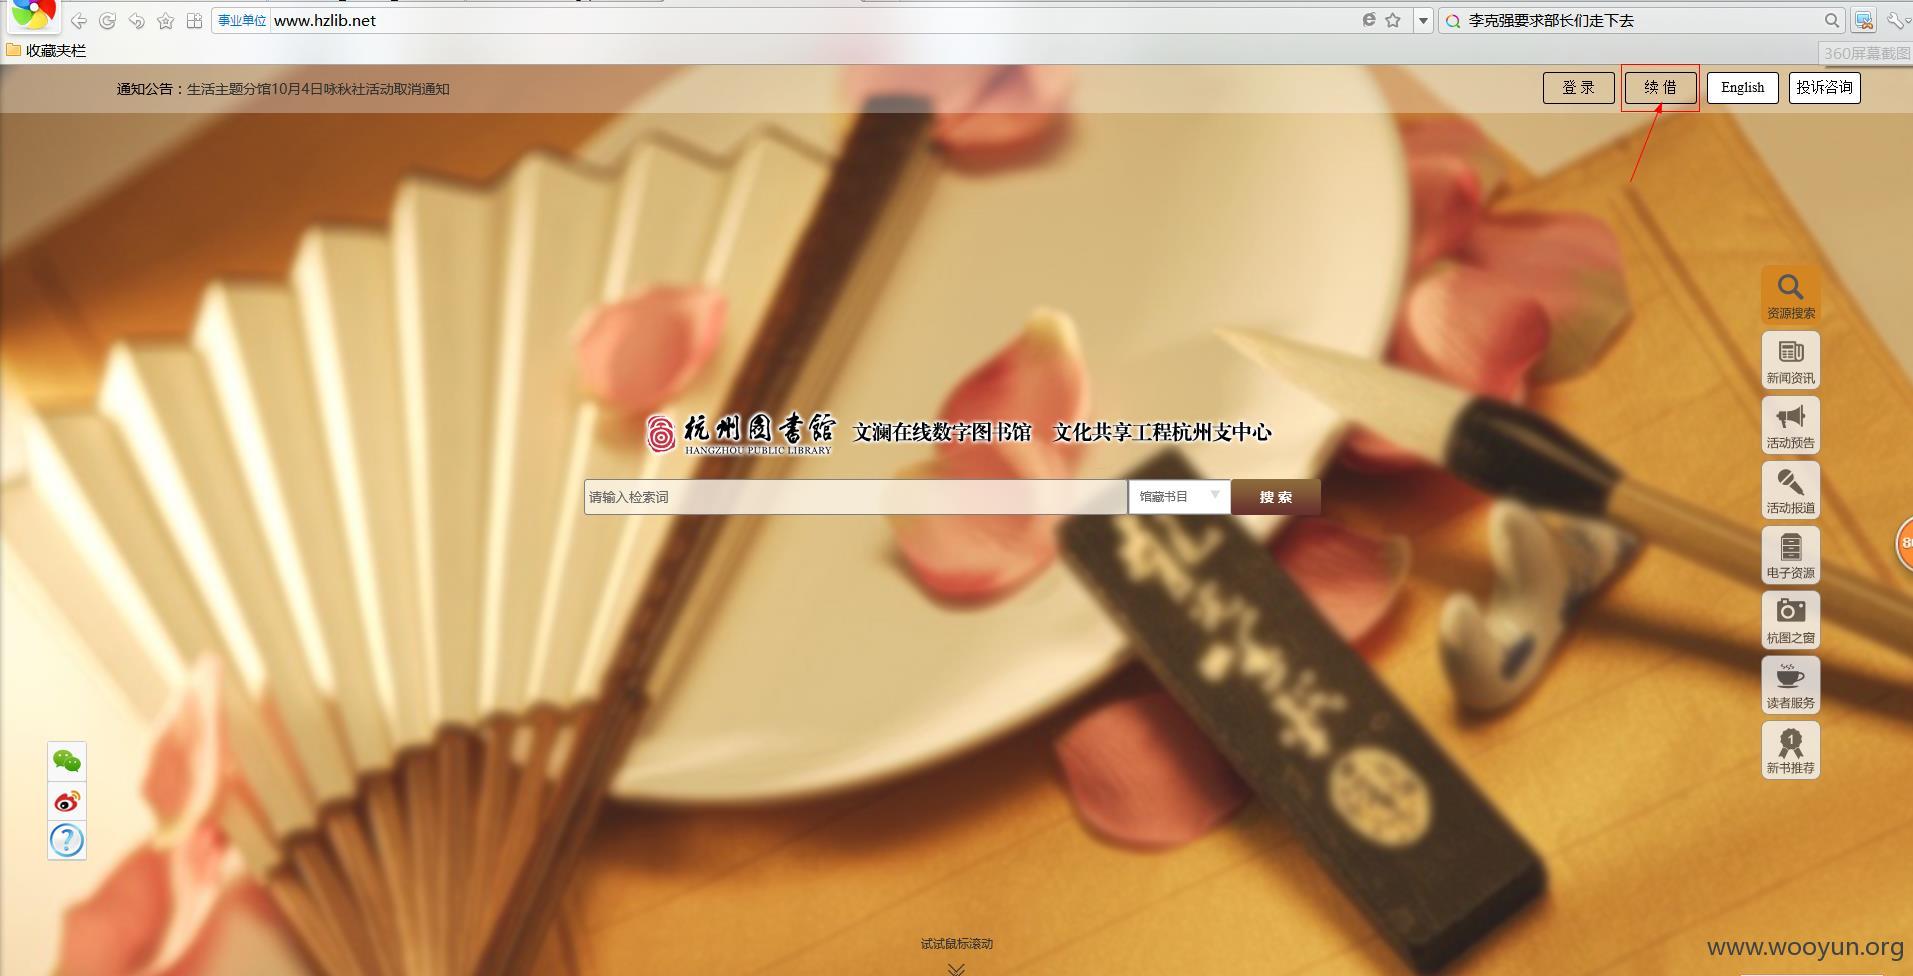 事业单位 www.hzlib.net 李克强要求部长们走下去
收藏夹栏 360屏幕截图
通知公告：生活主题分馆10月4日咏秋社活动取消通知 登 录 续 借 English 投诉咨询
资源搜索
新闻资讯
杭州图书馆 文澜在线数字图书馆 文化共享工程杭州支中心
HANGZHOU PUBLIC LIBRARY
活动预告
请输入检索词 馆藏书目 搜 索
活动报道
电子资源
杭图之窗
读者服务
新书推荐
试试鼠标滚动
www.wooyun.org